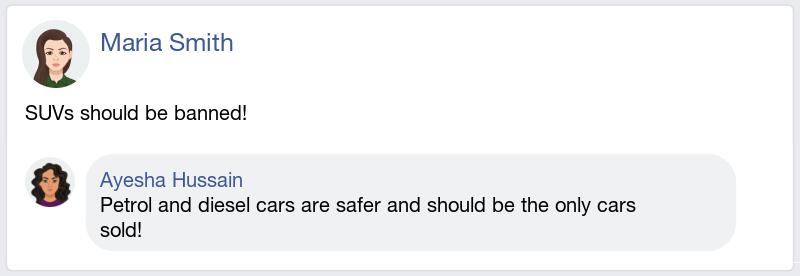 Maria Smith
SUVs should be banned!
Ayesha Hussain
Petrol and diesel cars are safer and should be the only cars
sold!